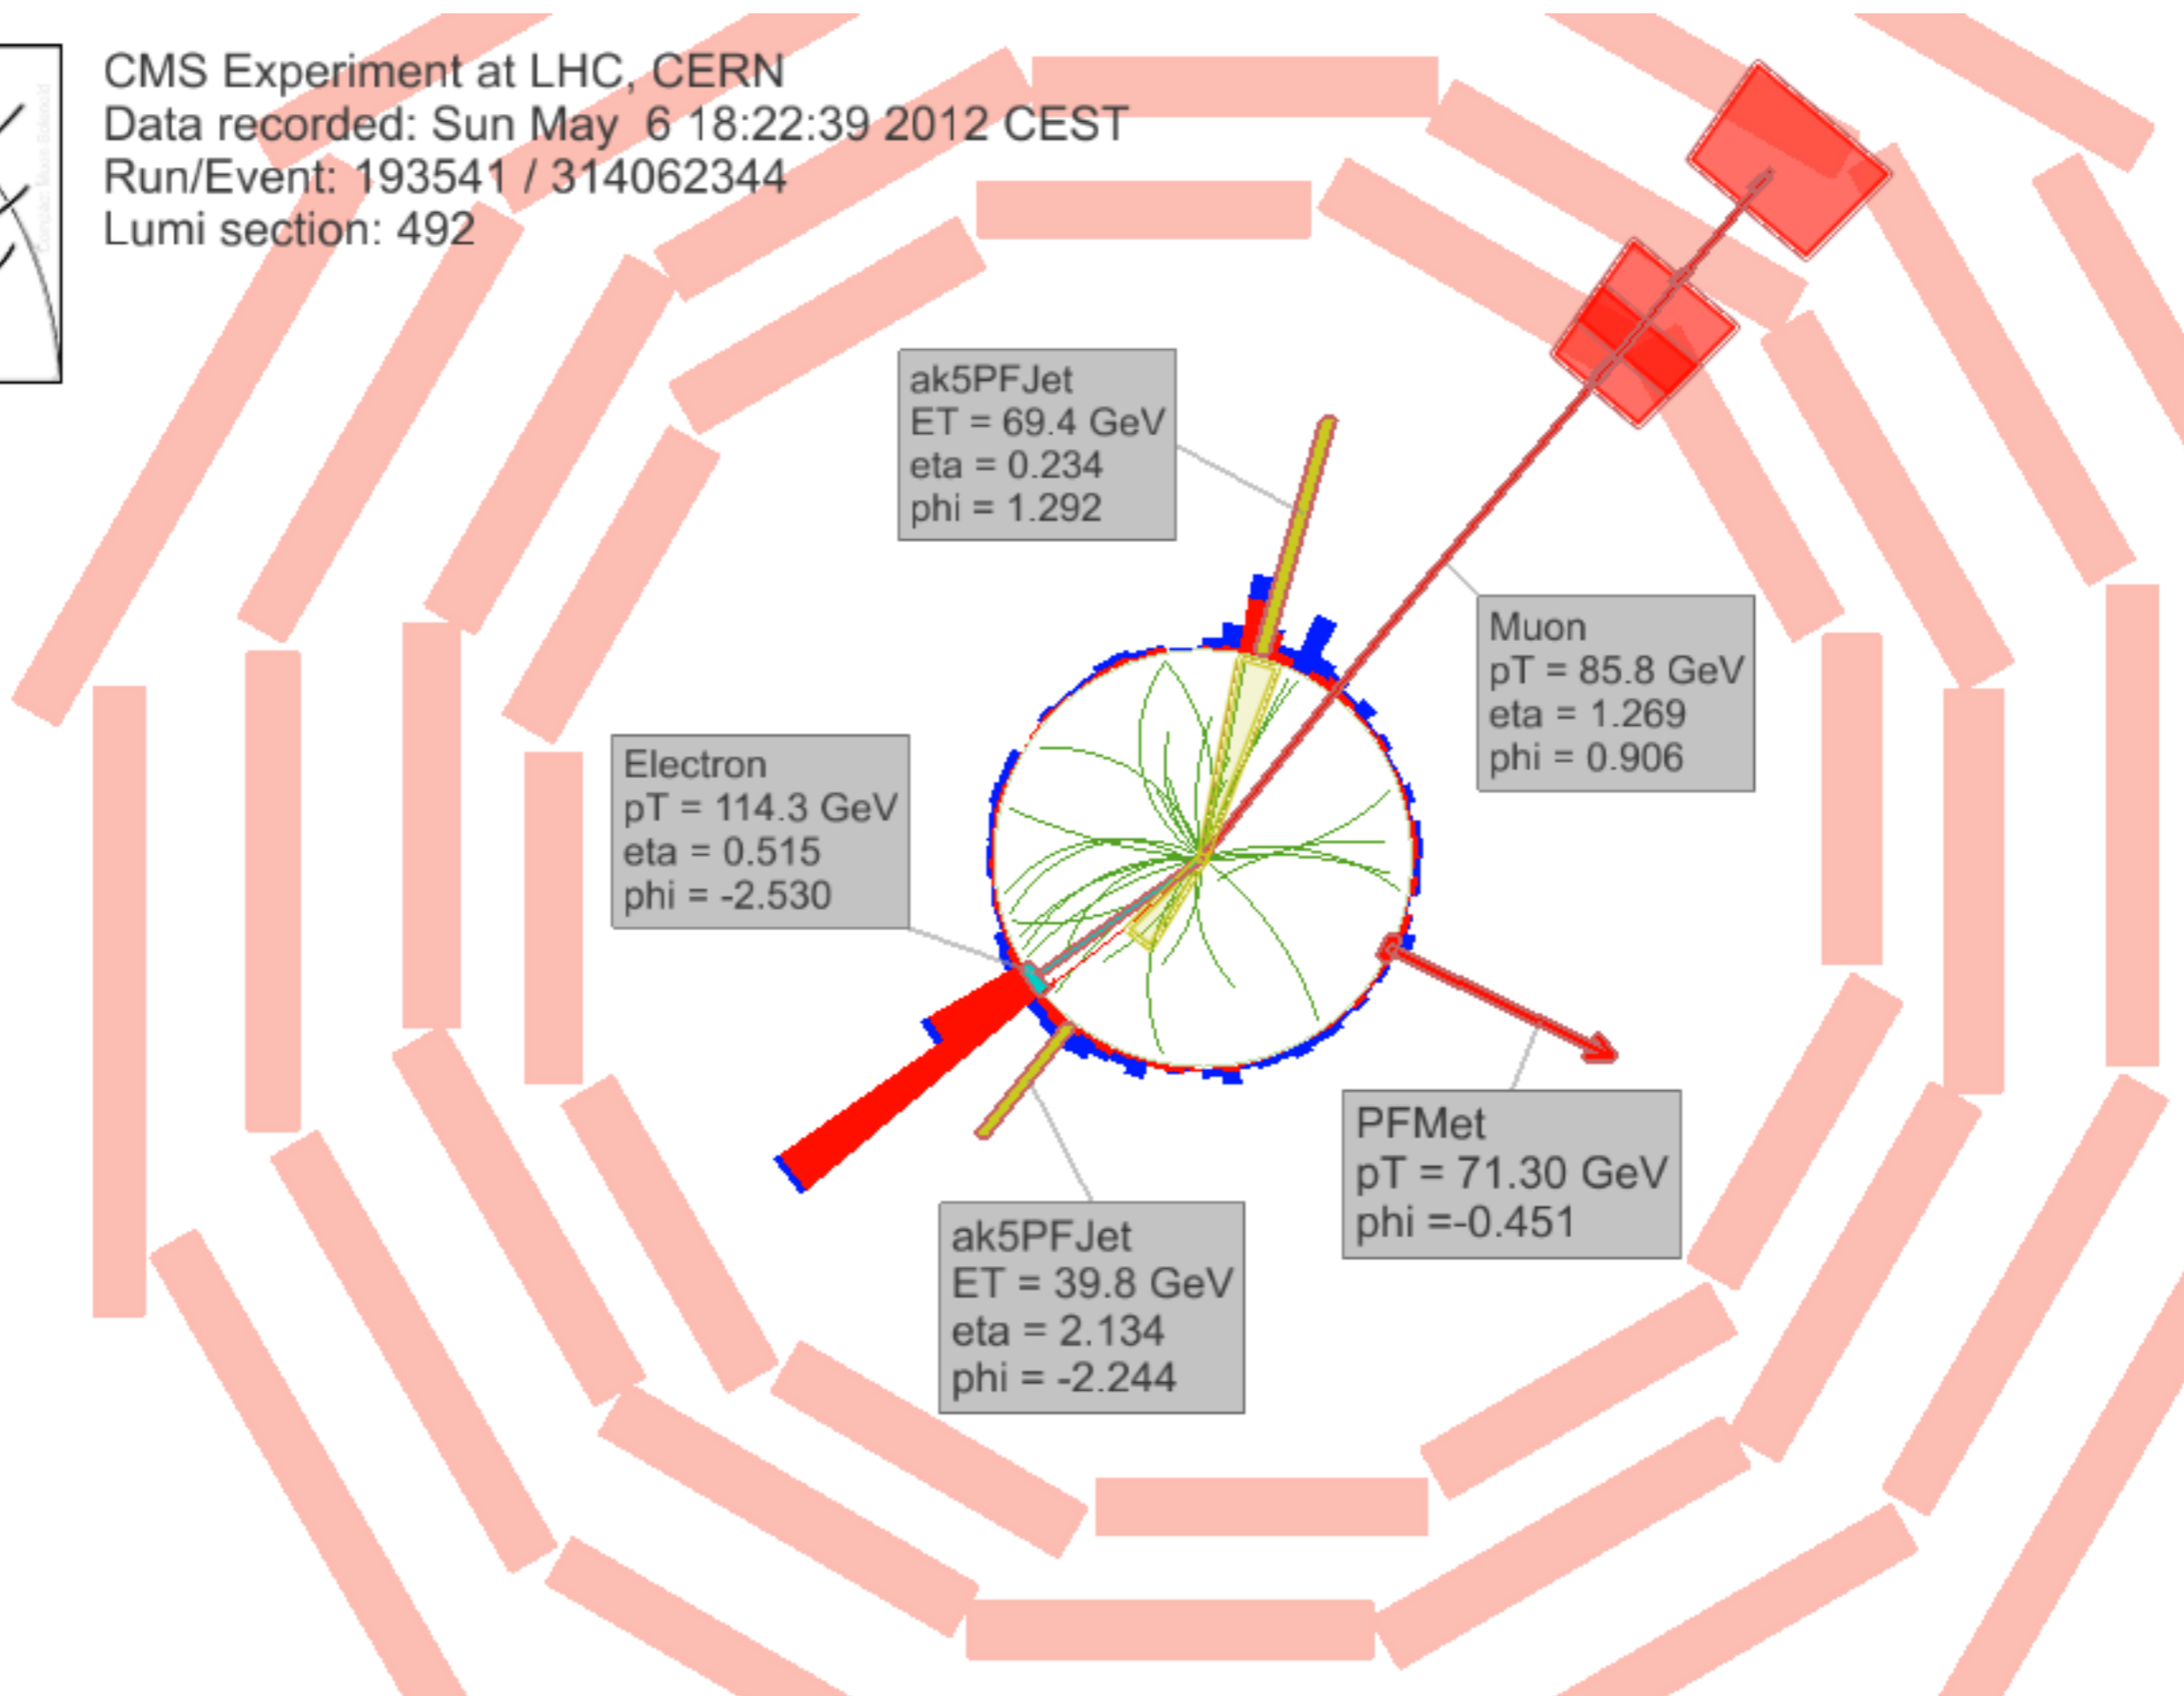 CMS Experiment at LHC, CERN
Data recorded: Sun May 6 18:22:39 2012 CEST
Run/Event: 193541 / 314062344
Lumi section: 492
Compact Muon Solenoid
ak5PFJet
ET = 69.4 GeV
eta = 0.234
phi = 1.292
Muon
pT = 85.8 GeV
eta = 1.269
phi = 0.906
Electron
pT = 114.3 GeV
eta = 0.515
phi = -2.530
PFMet
pT = 71.30 GeV
phi =-0.451
ak5PFJet
ET = 39.8 GeV
eta = 2.134
phi = -2.244